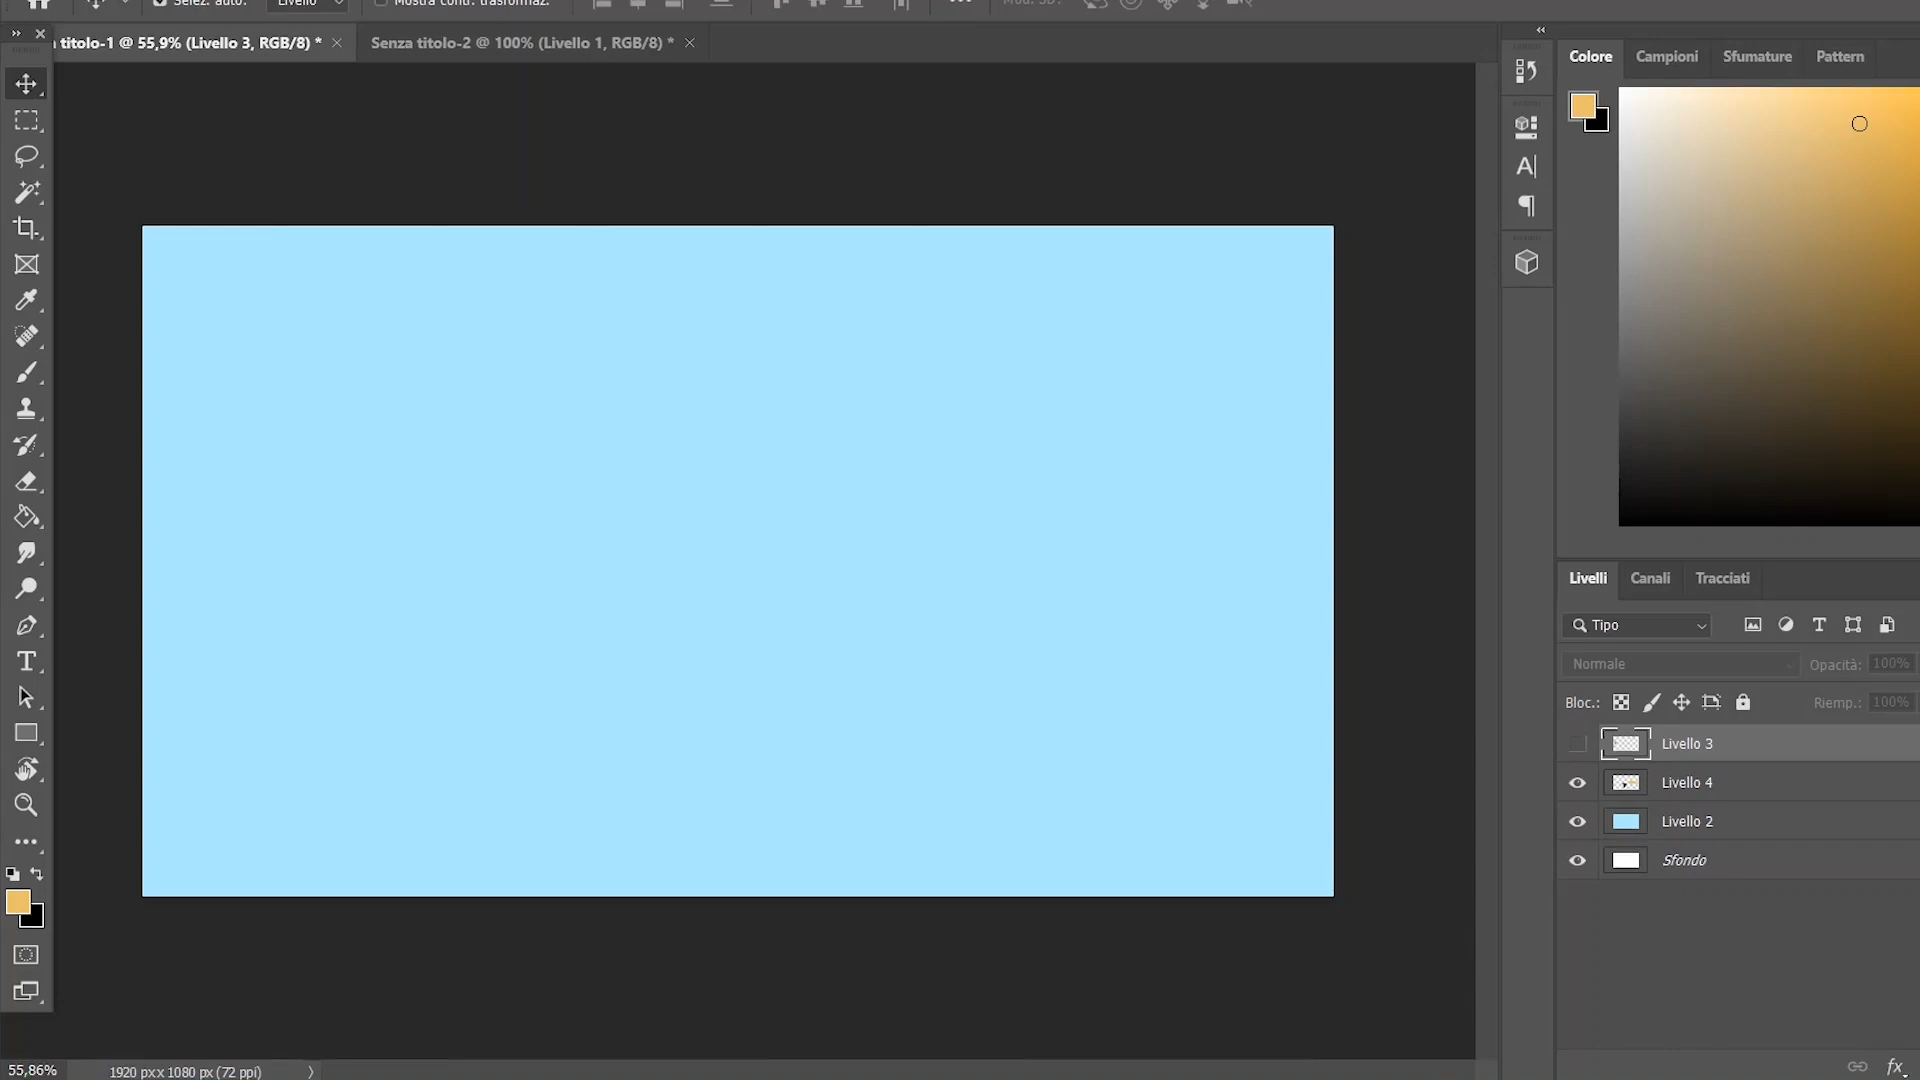 Selez. auto: Livello Mostra contr. trasformaz. Mod. 3D:
titolo-1 @ 55,9% (Livello 3, RGB/8) * Senza titolo-2 @ 100% (Livello 1, RGB/8) *
Colore Campioni Sfumature Pattern
Livelli Canali Tracciati
Tipo
Normale Opacità: 100%
Bloc.: Riemp.: 100%
Livello 3
Livello 4
Livello 2
Sfondo
55,86% 1920 px x 1080 px (72 ppi)
fx